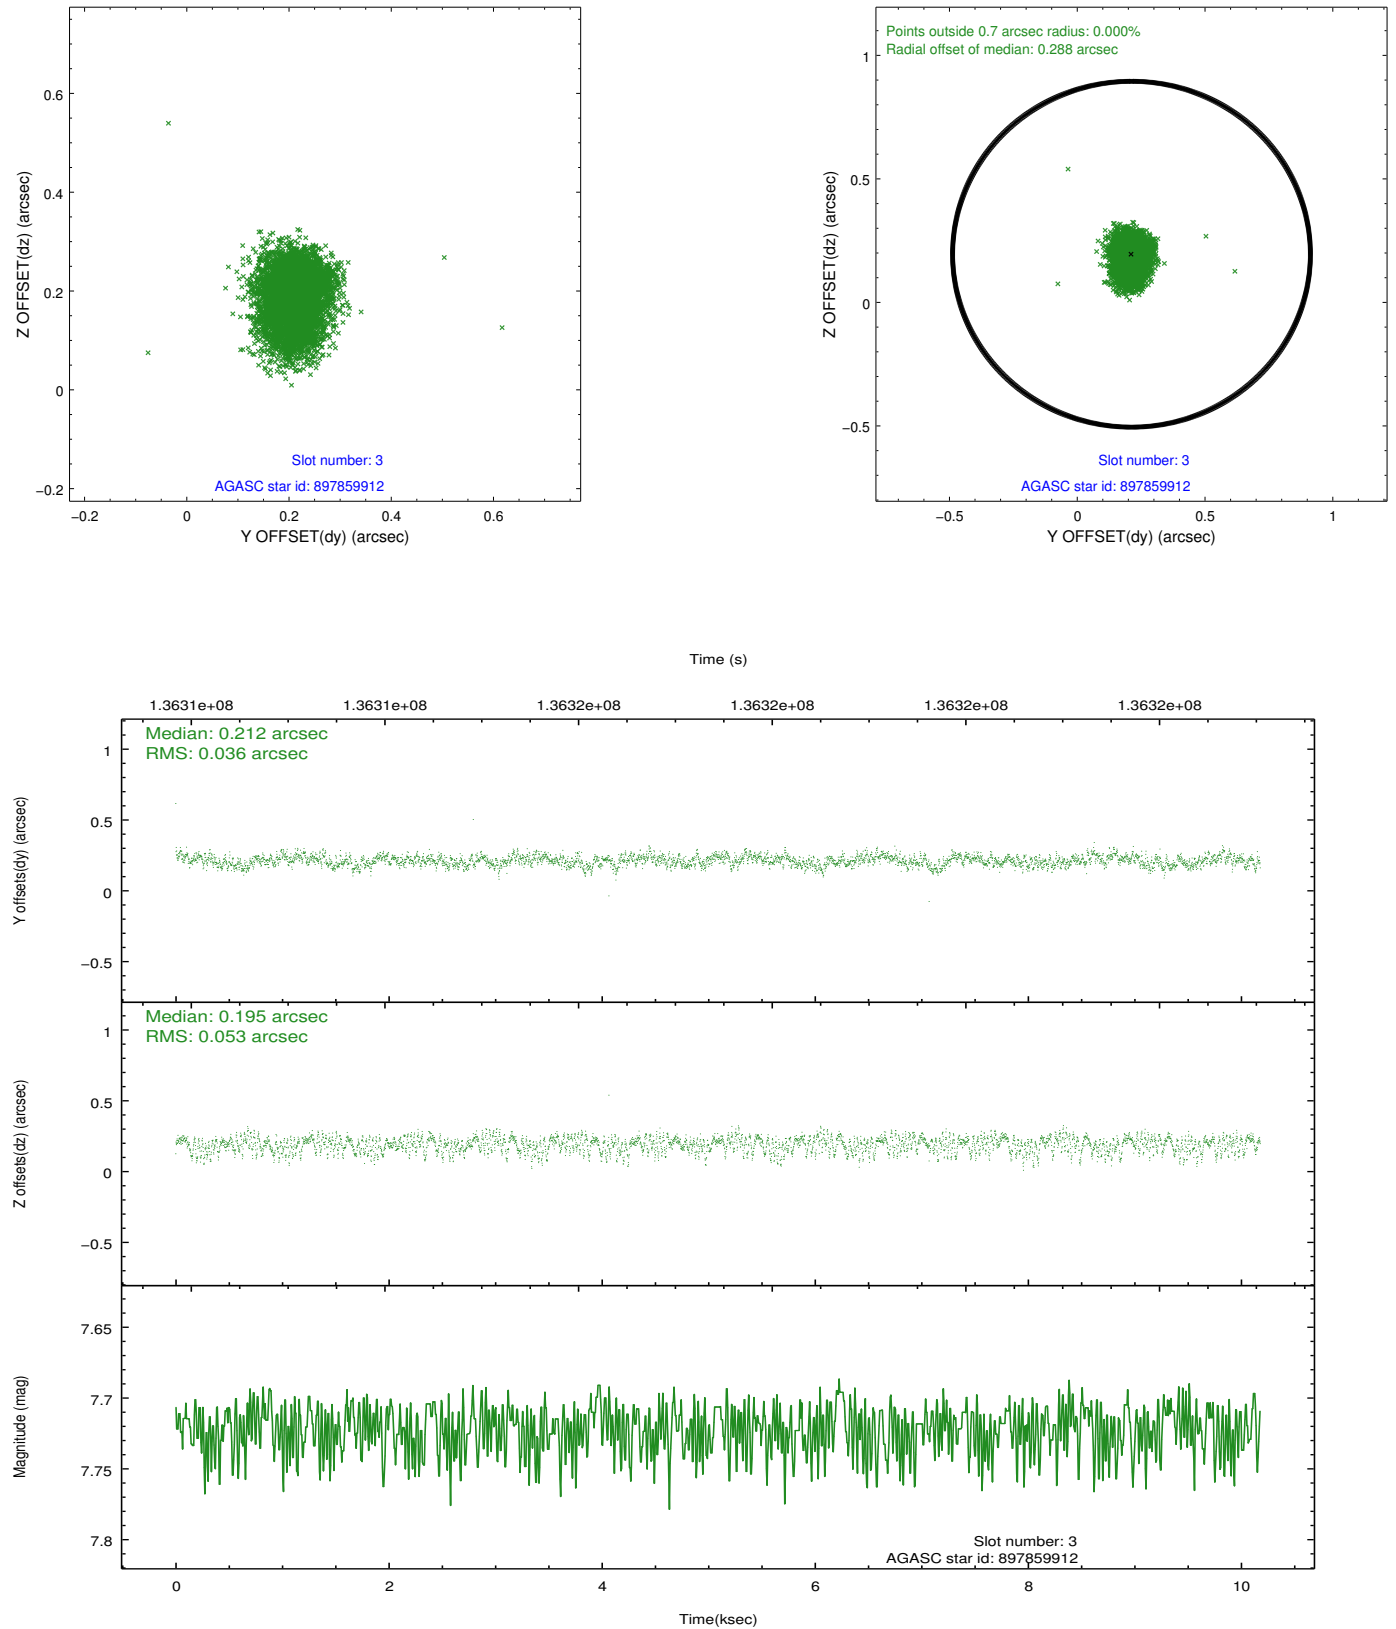 0.6
0.4
0.2
0
−0.2
−0.2
0
0.2
0.4
0.6
Z OFFSET(dz) (arcsec)
Y OFFSET(dy) (arcsec)
Slot number: 3
AGASC star id: 897859912
Points outside 0.7 arcsec radius: 0.000%
Radial offset of median: 0.288 arcsec
1
0.5
0
−0.5
−0.5
0
0.5
1
Z OFFSET(dz) (arcsec)
Y OFFSET(dy) (arcsec)
Slot number: 3
AGASC star id: 897859912
Time (s)
1.3631e+08
1.3631e+08
1.3632e+08
1.3632e+08
1.3632e+08
1.3632e+08
Median: 0.212 arcsec
RMS: 0.036 arcsec
1
0.5
0
−0.5
Y offsets(dy) (arcsec)
Median: 0.195 arcsec
RMS: 0.053 arcsec
1
0.5
0
−0.5
Z offsets(dz) (arcsec)
7.65
7.7
7.75
7.8
Magnitude (mag)
Slot number: 3
AGASC star id: 897859912
0
2
4
6
8
10
Time(ksec)